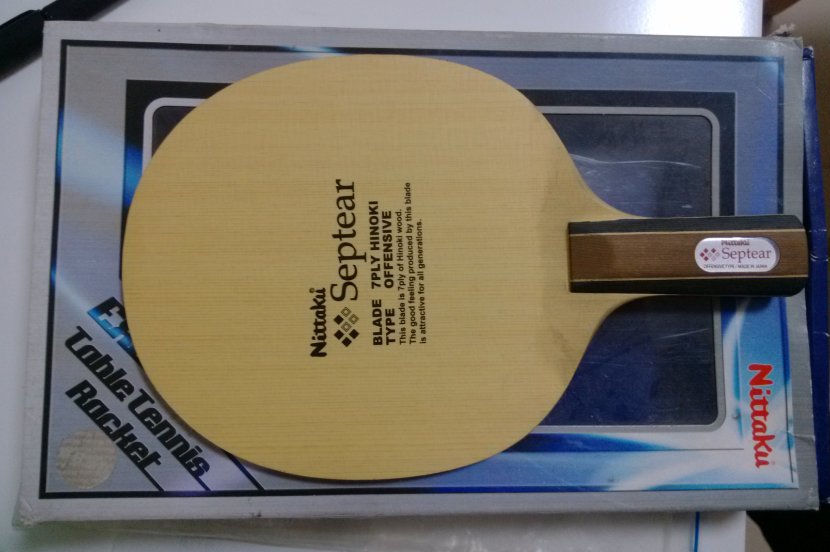 Nittaku
Septear
BLADE 7PLY HINOKI
TYPE OFFENSIVE
This blade is 7ply of Hinoki wood.
The good feeling produced by this blade
is attractive for all generations.
Nittaku
Septear
OFFENSIVE TYPE / MADE IN JAPAN
Table Tennis
Racket
Nittaku